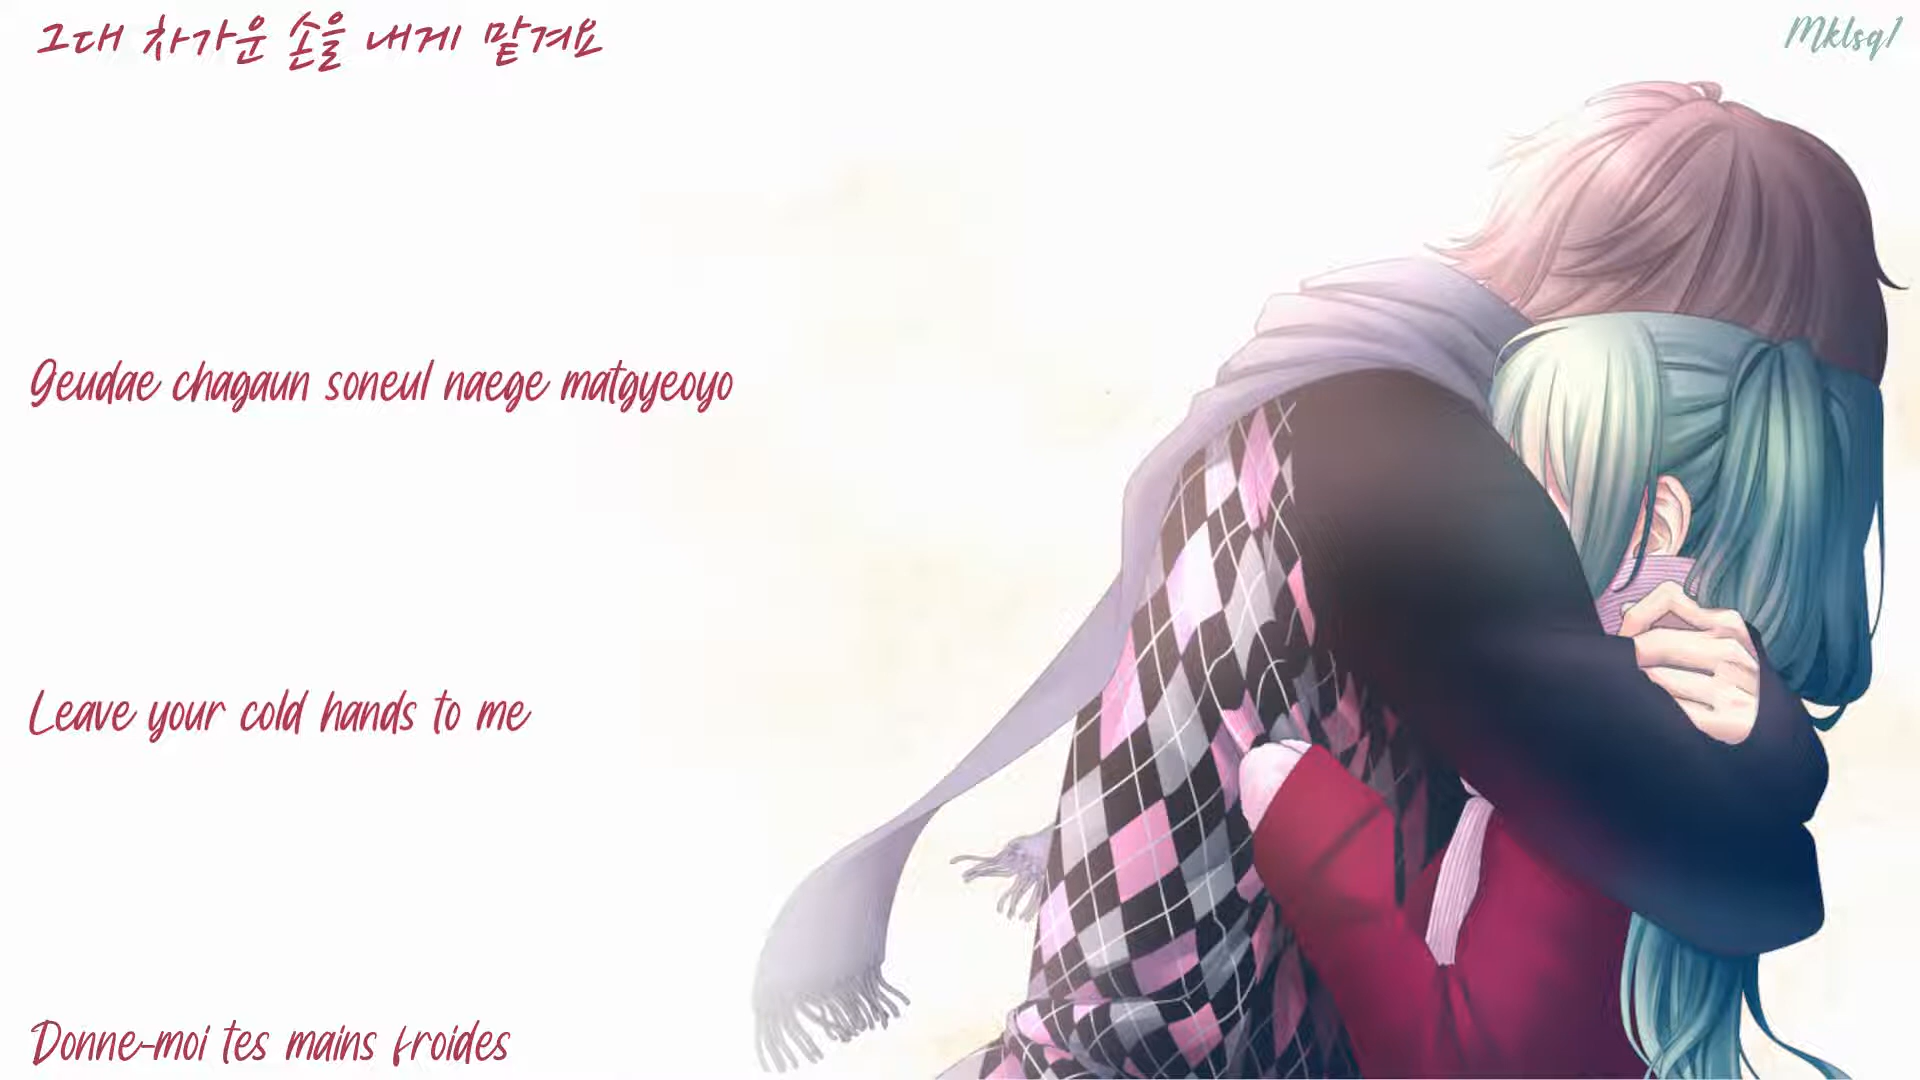 그대 차가운 손을 내게 맡겨요
Mklsq1
Geudae chagaun soneul naege matgyeoyo
Leave your cold hands to me
Donne-moi tes mains froides